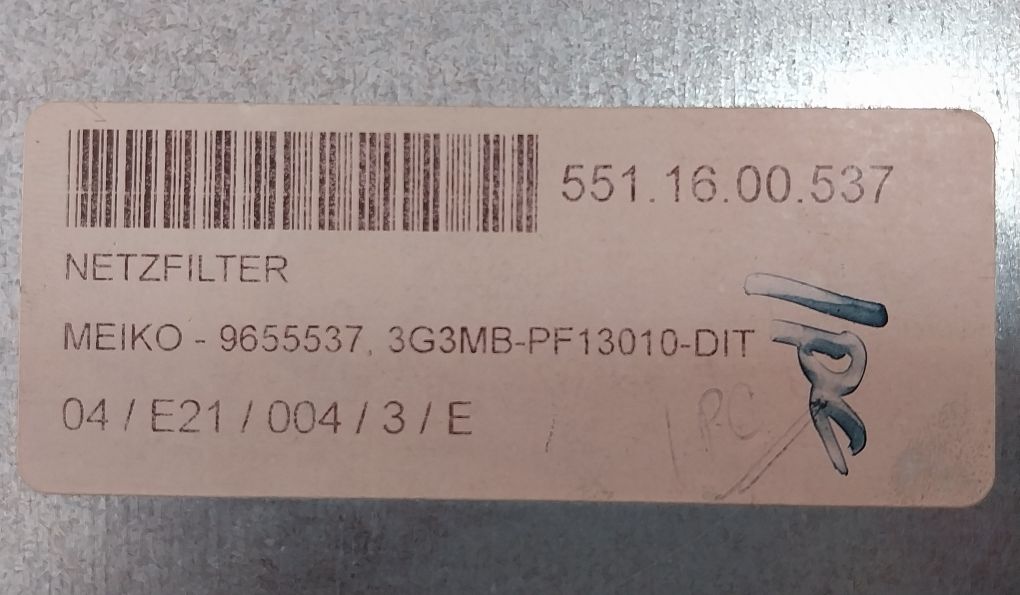 551.16.00.537
NETZFILTER
MEIKO - 9655537, 3G3MB-PF13010-DIT
04 / E21 / 004 / 3 / E